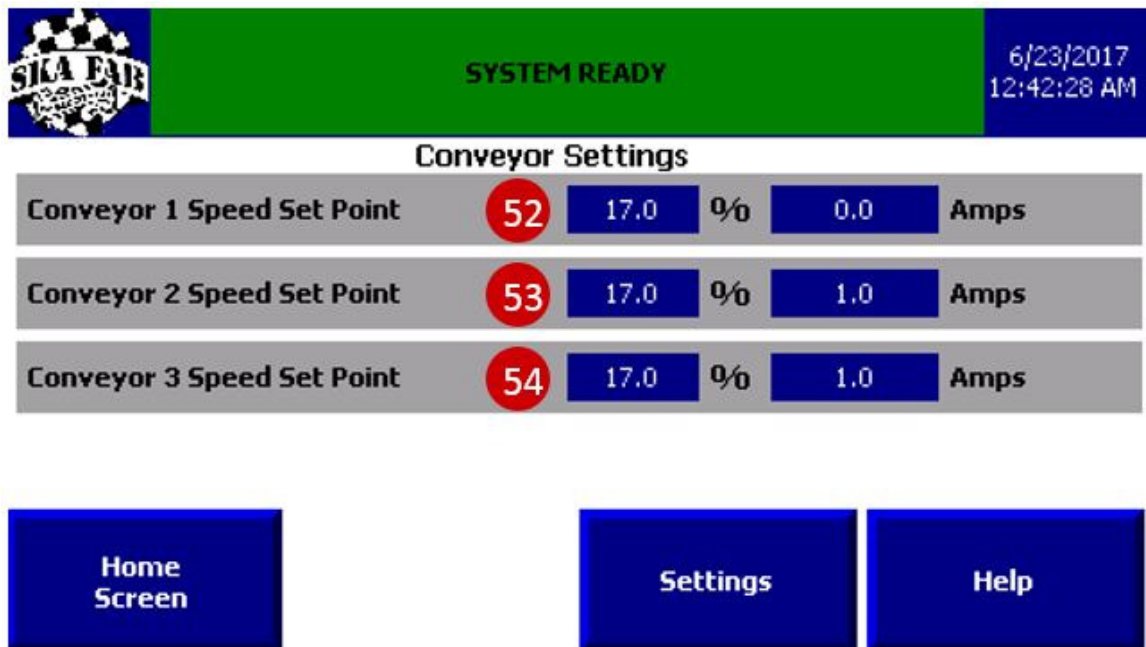 SYSTEM READY
6/23/2017
12:42:28 AM
Conveyor Settings
Conveyor 1 Speed Set Point 52 17.0 % 0.0 Amps
Conveyor 2 Speed Set Point 53 17.0 % 1.0 Amps
Conveyor 3 Speed Set Point 54 17.0 % 1.0 Amps
Home
Screen
Settings
Help